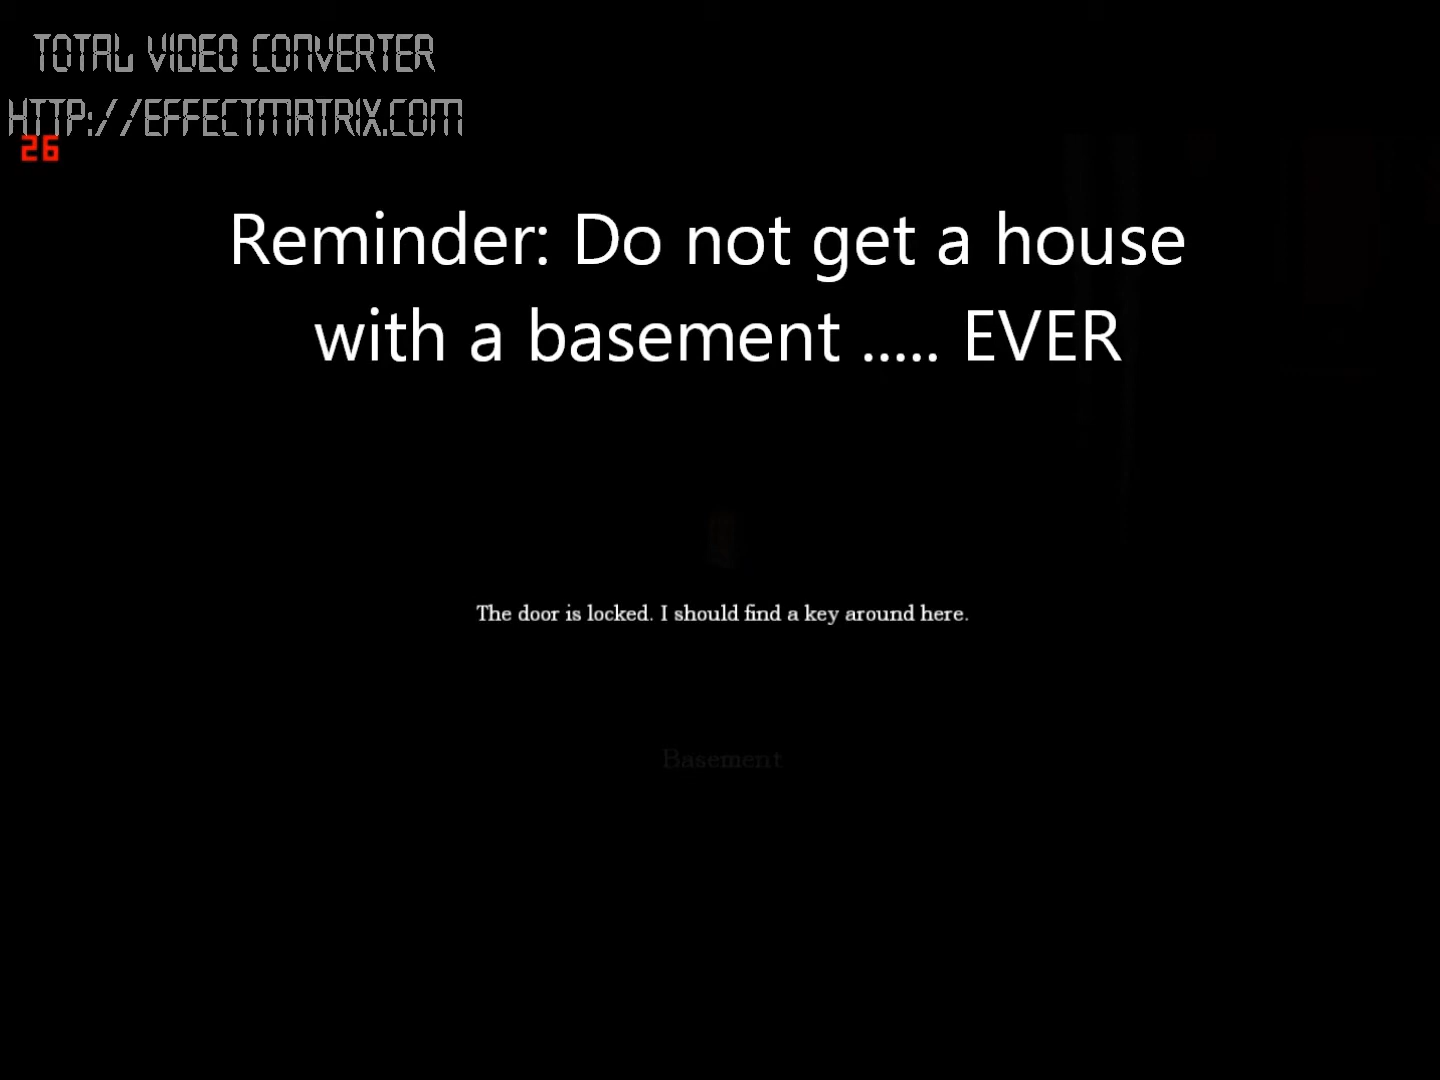 TOTAL VIDEO CONVERTER
HTTP://EFFECTMATRIX.COM
26
Reminder: Do not get a house
with a basement ..... EVER
The door is locked. I should find a key around here.
Basement